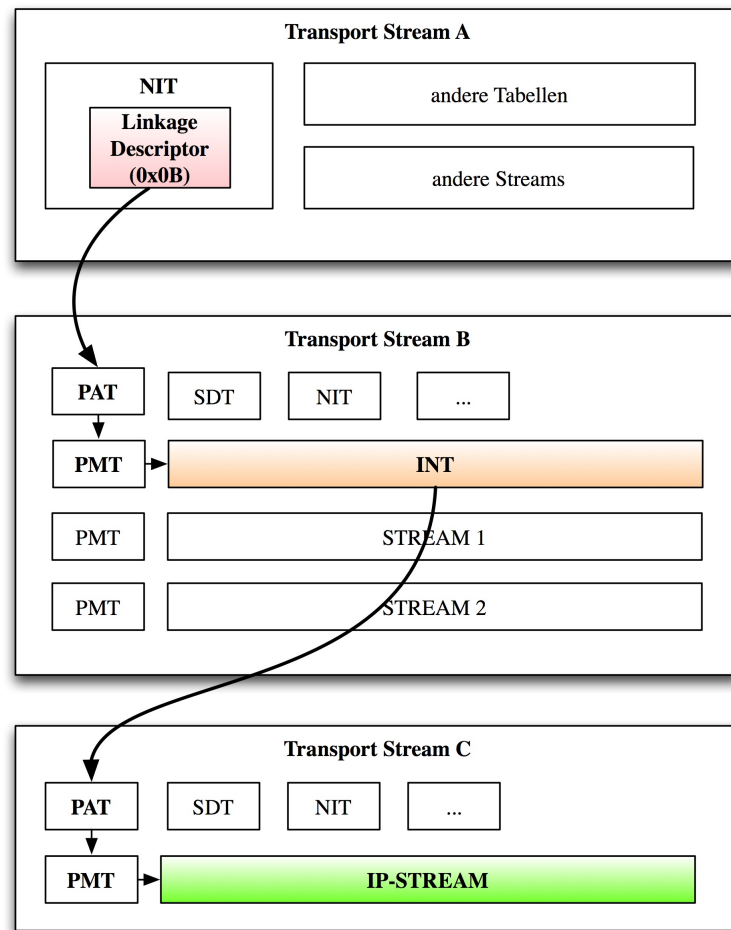 Transport Stream A
NIT
Linkage
Descriptor
(0x0B)
andere Tabellen
andere Streams
Transport Stream B
PAT
SDT
NIT
...
PMT
INT
PMT
STREAM 1
PMT
STREAM 2
Transport Stream C
PAT
SDT
NIT
...
PMT
IP-STREAM